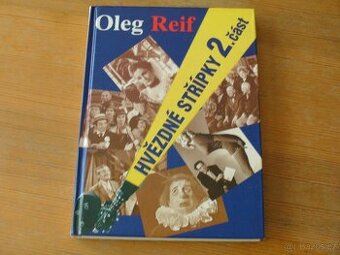 Oleg Reif
HVĚZDNÉ STŘÍPKY 2. část